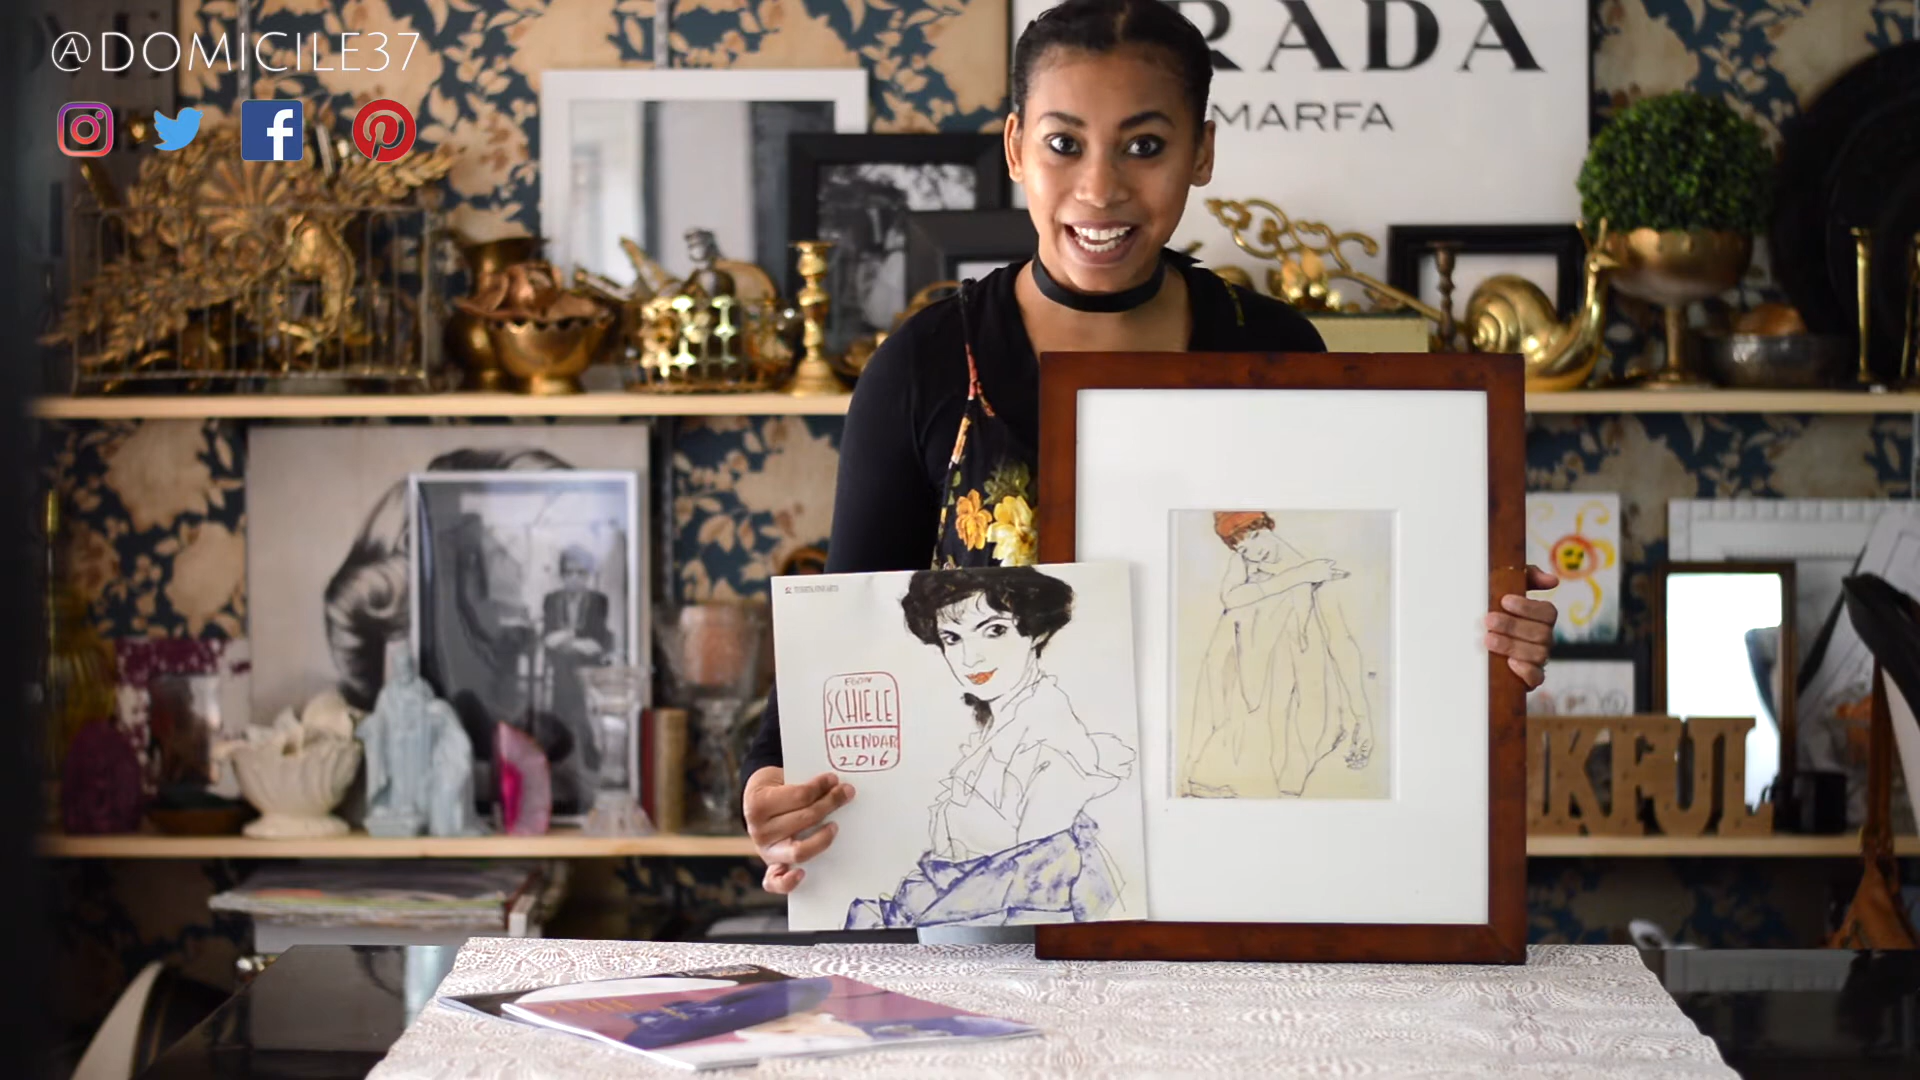 @DOMICILE37
RADA
MARFA
EGON
SCHIELE
CALENDAR
2016
KFUL